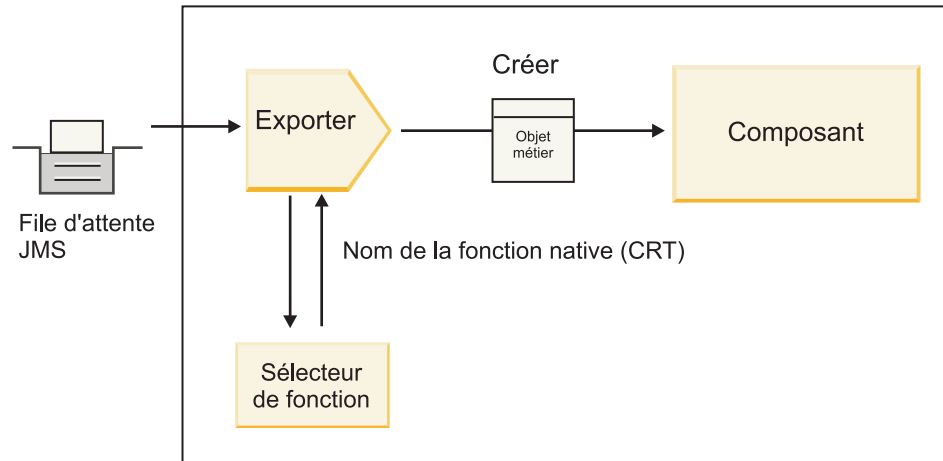 Créer
Exporter
Objet
métier
Composant
File d'attente
JMS
Nom de la fonction native (CRT)
Sélecteur
de fonction